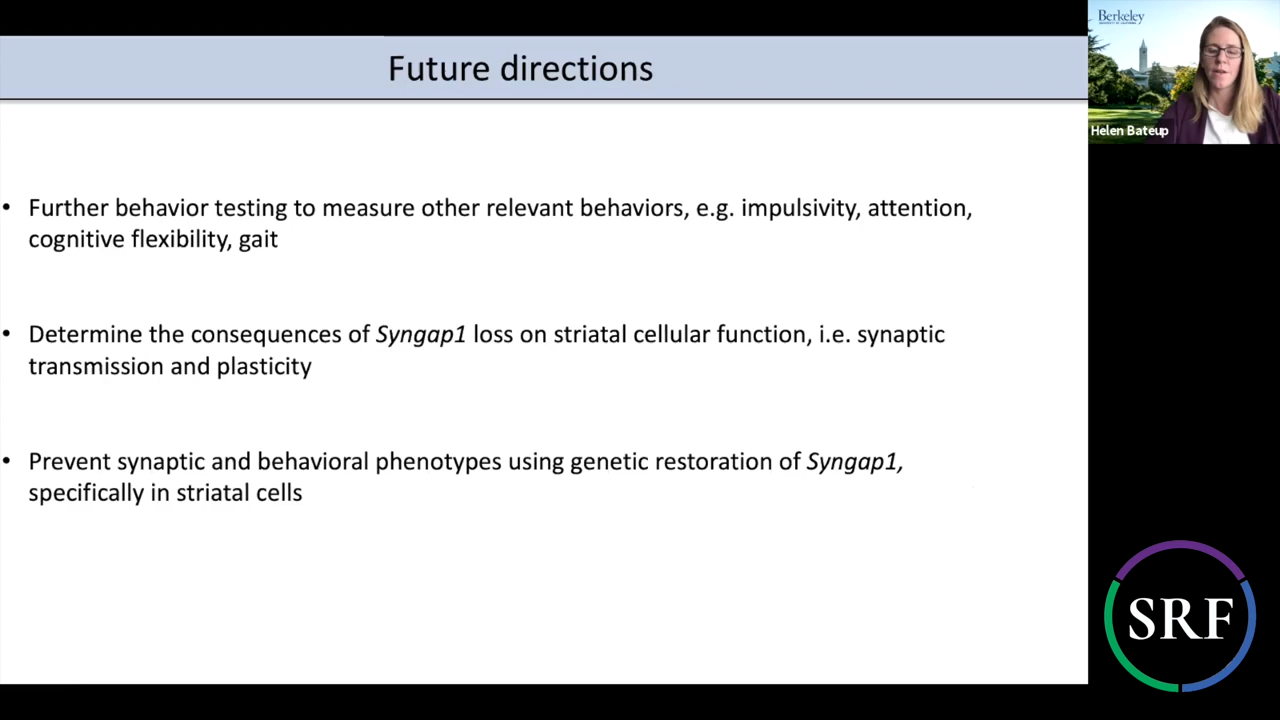 Future directions
• Further behavior testing to measure other relevant behaviors, e.g. impulsivity, attention,
cognitive flexibility, gait
• Determine the consequences of Syngap1 loss on striatal cellular function, i.e. synaptic
transmission and plasticity
• Prevent synaptic and behavioral phenotypes using genetic restoration of Syngap1,
specifically in striatal cells
Berkeley
Helen Bateup
SRF